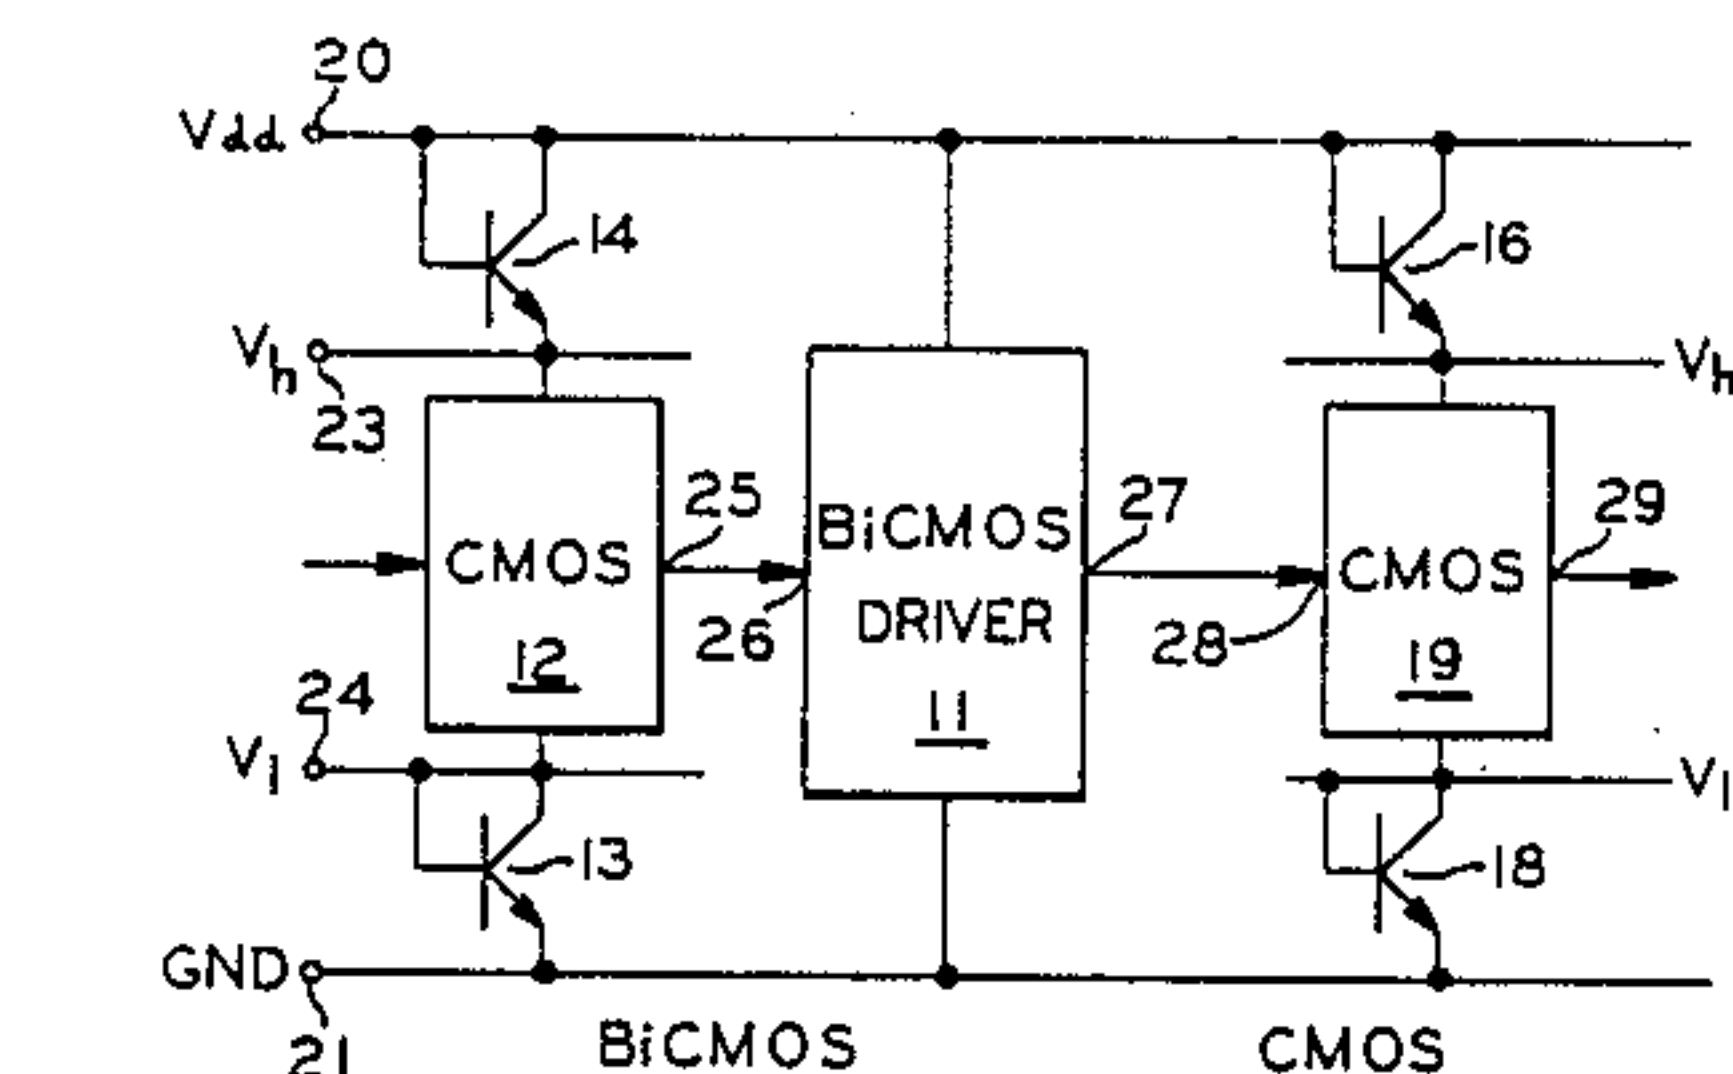 20
Vdd
14
16
Vh
23
Vh
CMOS
12
25
26
BiCMOS
DRIVER
11
27
28
CMOS
19
29
24
Vl
13
Vl
18
GND
21
BiCMOS
CMOS